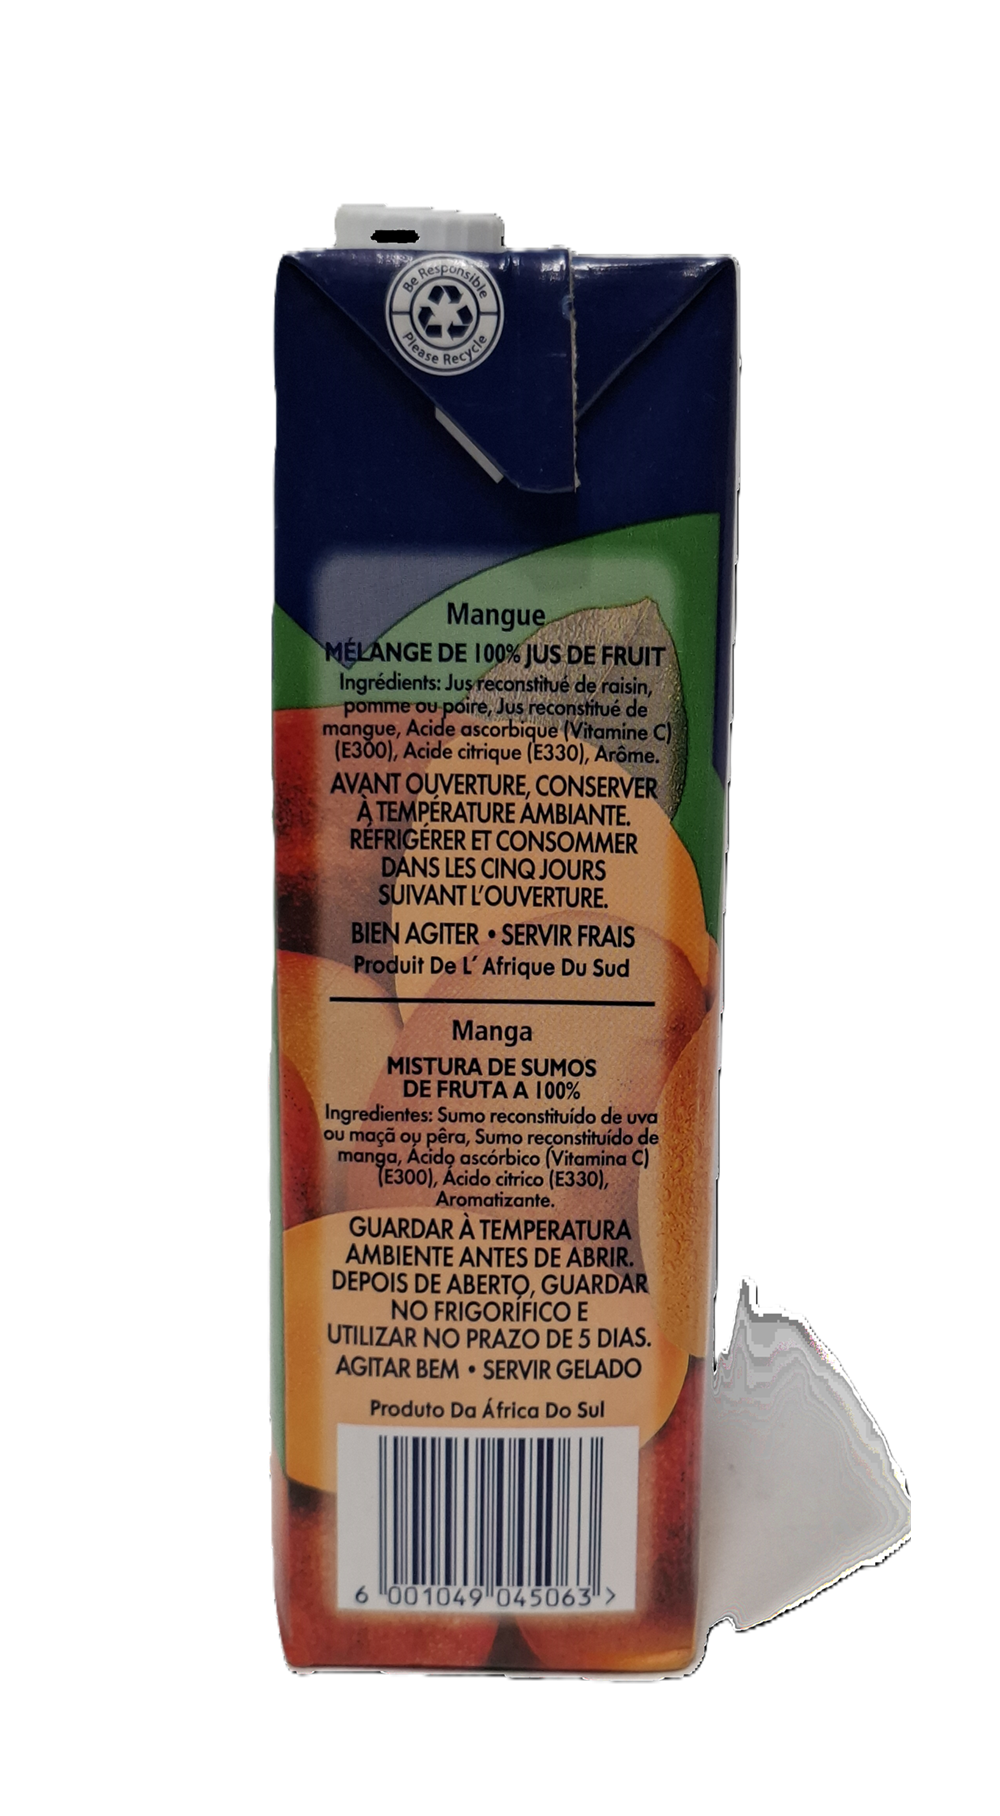 Be Responsible
Please Recycle
Mangue
MÉLANGE DE 100% JUS DE FRUIT
Ingrédients: Jus reconstitué de raisin,
pomme ou poire, Jus reconstitué de
mangue, Acide ascorbique (Vitamine C)
(E300), Acide citrique (E330), Arôme.
AVANT OUVERTURE, CONSERVER
À TEMPÉRATURE AMBIANTE.
RÉFRIGÉRER ET CONSOMMER
DANS LES CINQ JOURS
SUIVANT L'OUVERTURE.
BIEN AGITER • SERVIR FRAIS
Produit De L' Afrique Du Sud
Manga
MISTURA DE SUMOS
DE FRUTA A 100%
Ingredientes: Sumo reconstituído de uva
ou maçã ou pêra, Sumo reconstituído de
manga, Ácido ascórbico (Vitamina C)
(E300), Ácido citrico (E330),
Aromatizante.
GUARDAR À TEMPERATURA
AMBIENTE ANTES DE ABRIR.
DEPOIS DE ABERTO, GUARDAR
NO FRIGORÍFICO E
UTILIZAR NO PRAZO DE 5 DIAS.
AGITAR BEM • SERVIR GELADO
Produto Da África Do Sul
6 001049 045063 >